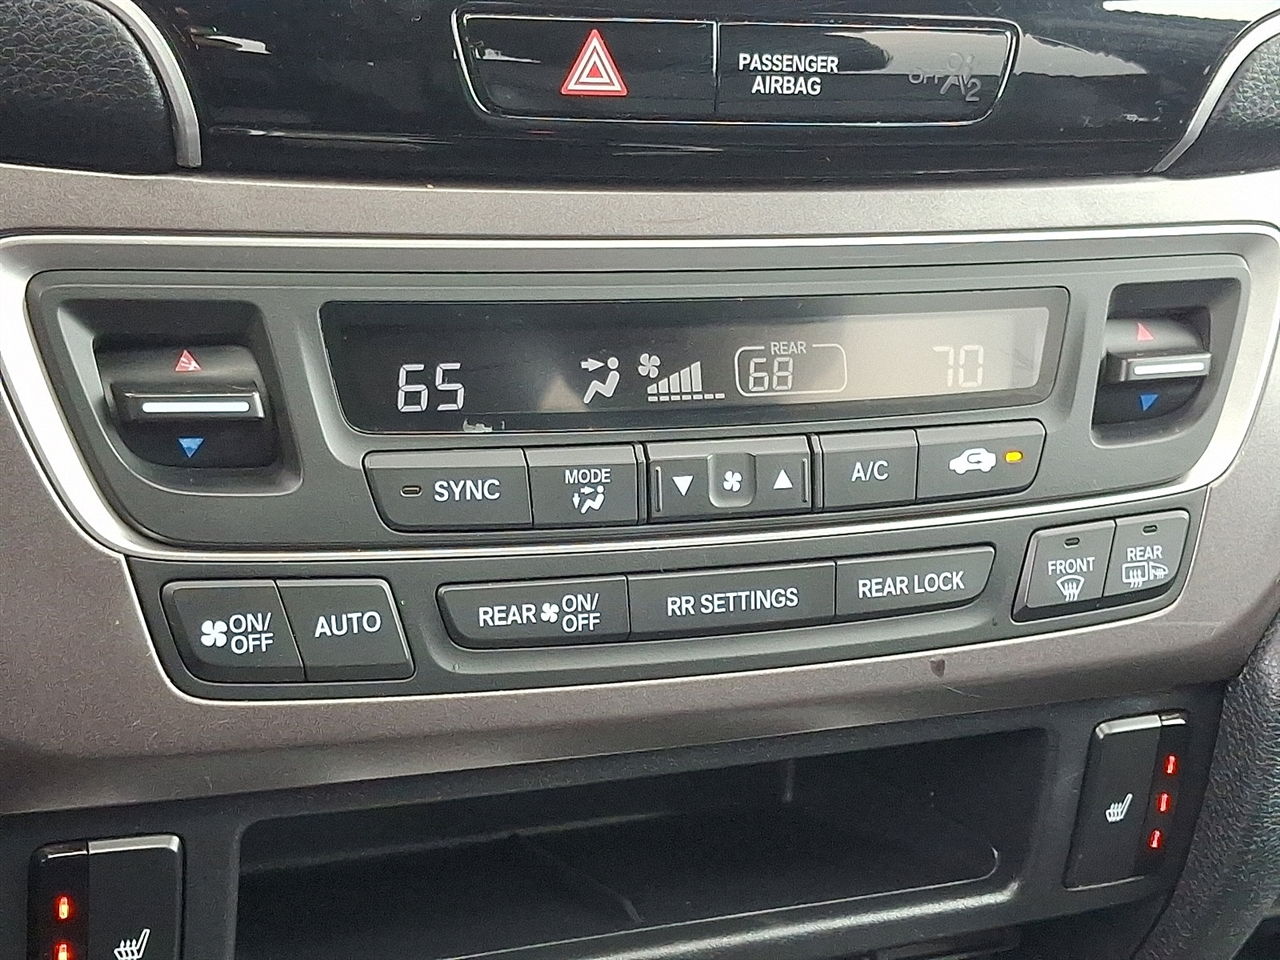 PASSENGER
AIRBAG
OFF
2
65
REAR
68
70
SYNC
MODE
A/C
ON/
OFF
AUTO
REAR ON/
OFF
RR SETTINGS
REAR LOCK
FRONT
REAR